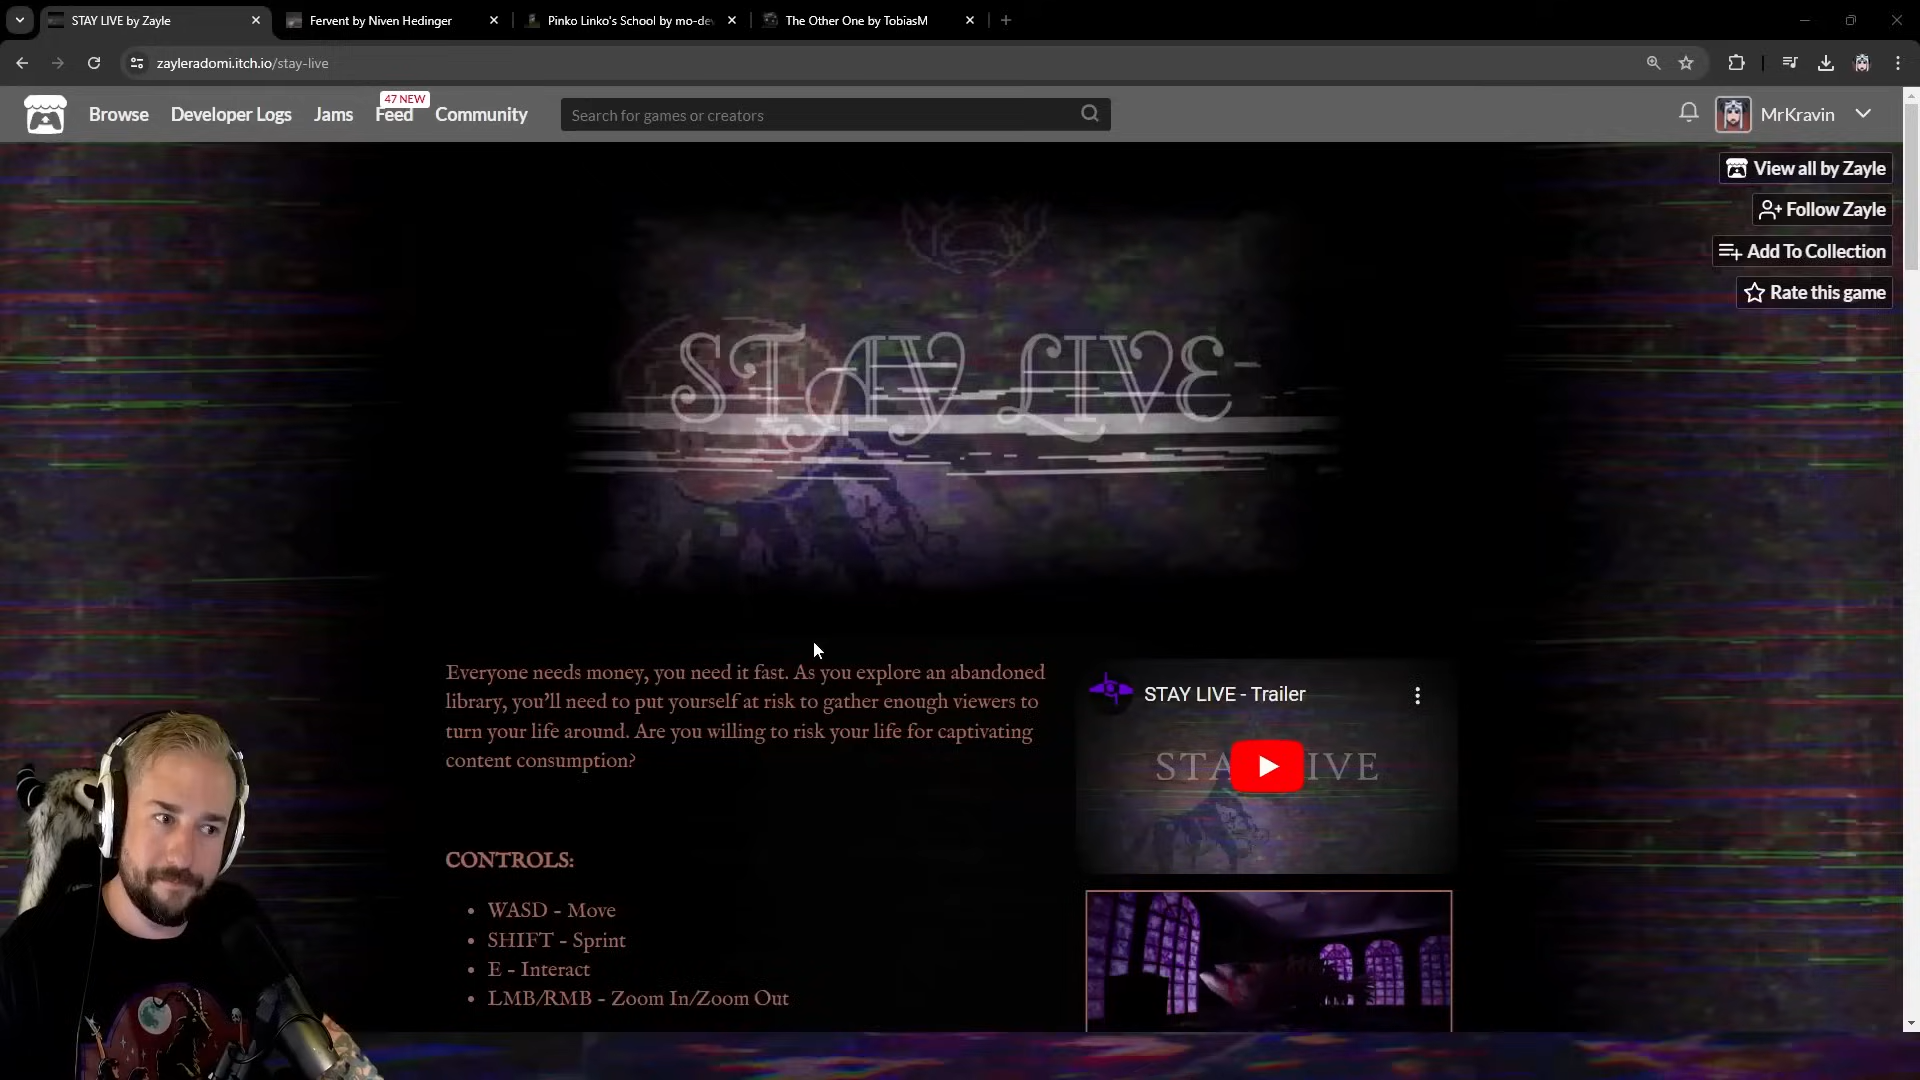 STAY LIVE by Zayle
Fervent by Niven Hedinger
Pinko Linko's School by mo-de
The Other One by TobiasM
zayleradomi.itch.io/stay-live
Browse
Developer Logs
Jams
47 NEW
Feed
Community
Search for games or creators
MrKravin
View all by Zayle
Follow Zayle
Add To Collection
Rate this game
STAY LIVE
Everyone needs money, you need it fast. As you explore an abandoned
library, you'll need to put yourself at risk to gather enough viewers to
turn your life around. Are you willing to risk your life for captivating
content consumption?
STAY LIVE - Trailer
STA IVE
CONTROLS:
• WASD - Move
• SHIFT - Sprint
• E - Interact
• LMB/RMB - Zoom In/Zoom Out